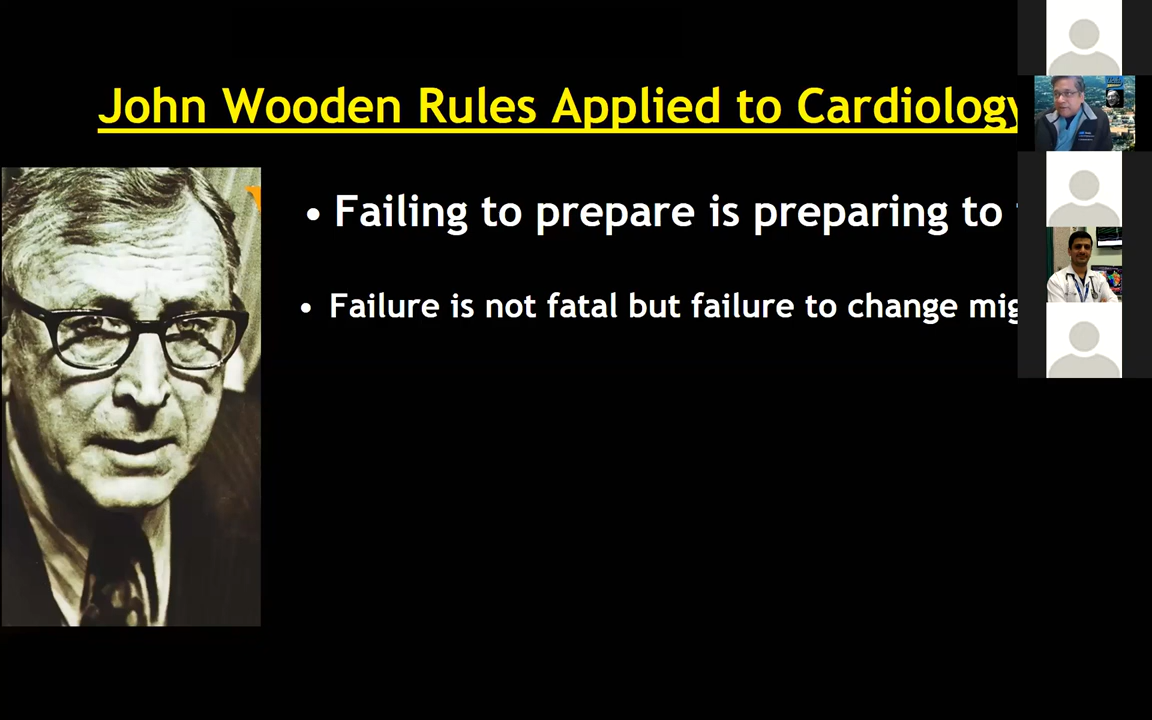 John Wooden Rules Applied to Cardiology
• Failing to prepare is preparing to
• Failure is not fatal but failure to change